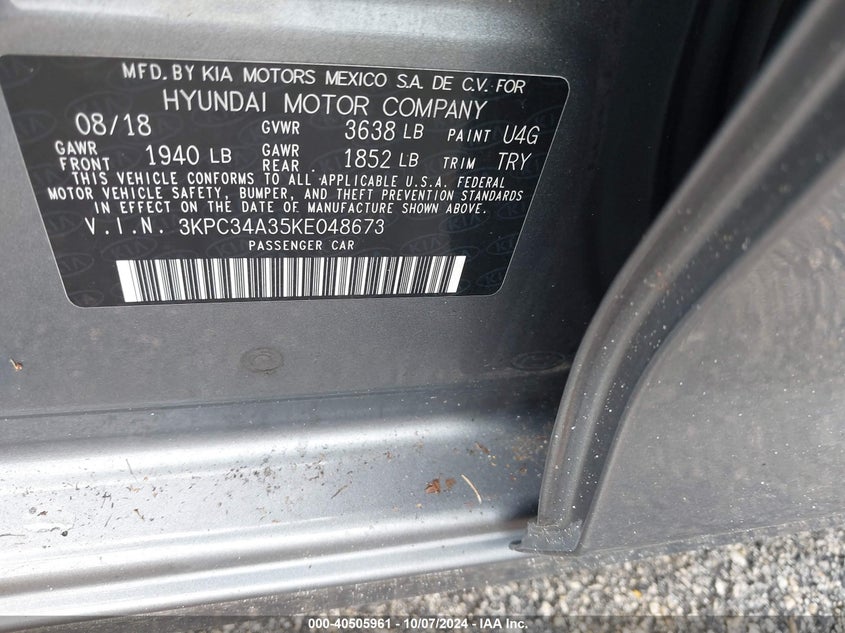 MFD. BY KIA MOTORS MEXICO S.A. DE C.V. FOR
HYUNDAI MOTOR COMPANY
08/18 GVWR 3638 LB PAINT U4G
GAWR FRONT 1940 LB GAWR REAR 1852 LB TRIM TRY
THIS VEHICLE CONFORMS TO ALL APPLICABLE U.S.A. FEDERAL
MOTOR VEHICLE SAFETY, BUMPER, AND THEFT PREVENTION STANDARDS
IN EFFECT ON THE DATE OF MANUFACTURE SHOWN ABOVE.
V.I.N. 3KPC34A35KE048673
PASSENGER CAR
000-40505961 - 10/07/2024 - IAA Inc.